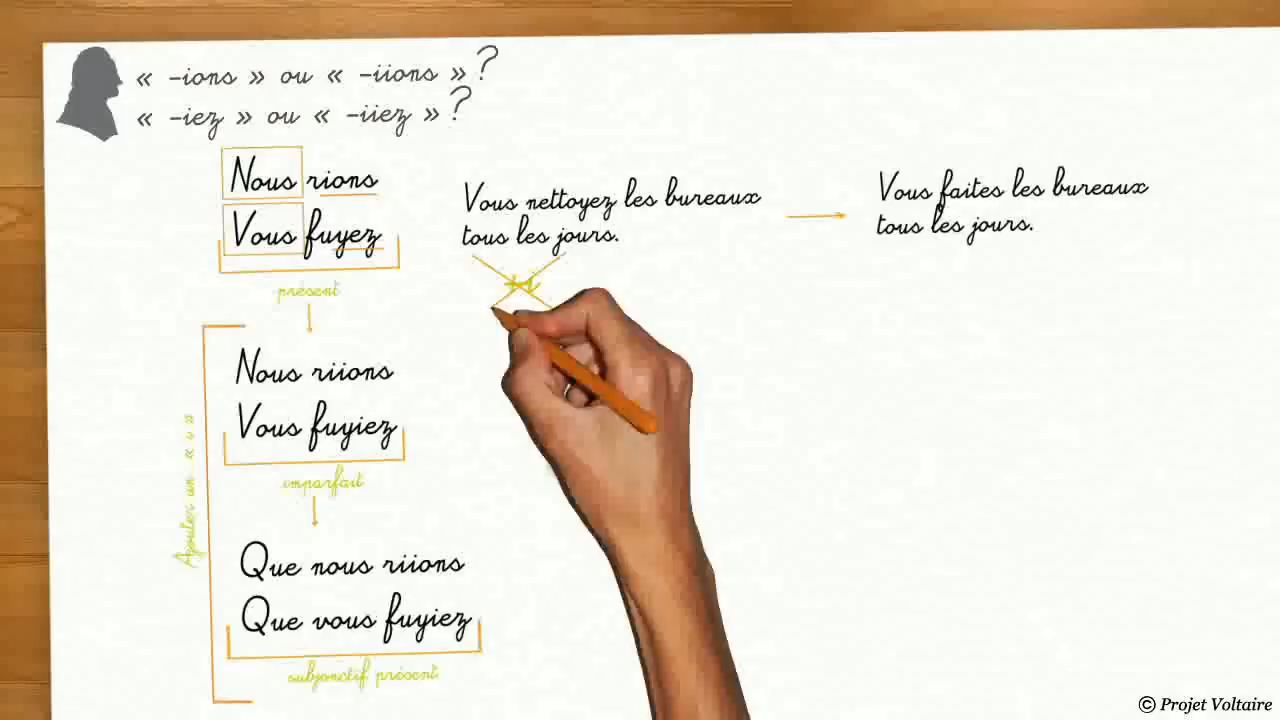 « -ions » ou « -iions » ?
« -iez » ou « -iiez » ?
Nous rions
Vous fuyez
présent
Nous riions
Vous fuyiez
imparfait
Que nous riions
Que vous fuyiez
subjonctif présent
Ajouter un « i »
Vous nettoyez les bureaux
tous les jours.
Vous faites les bureaux
tous les jours.
© Projet Voltaire